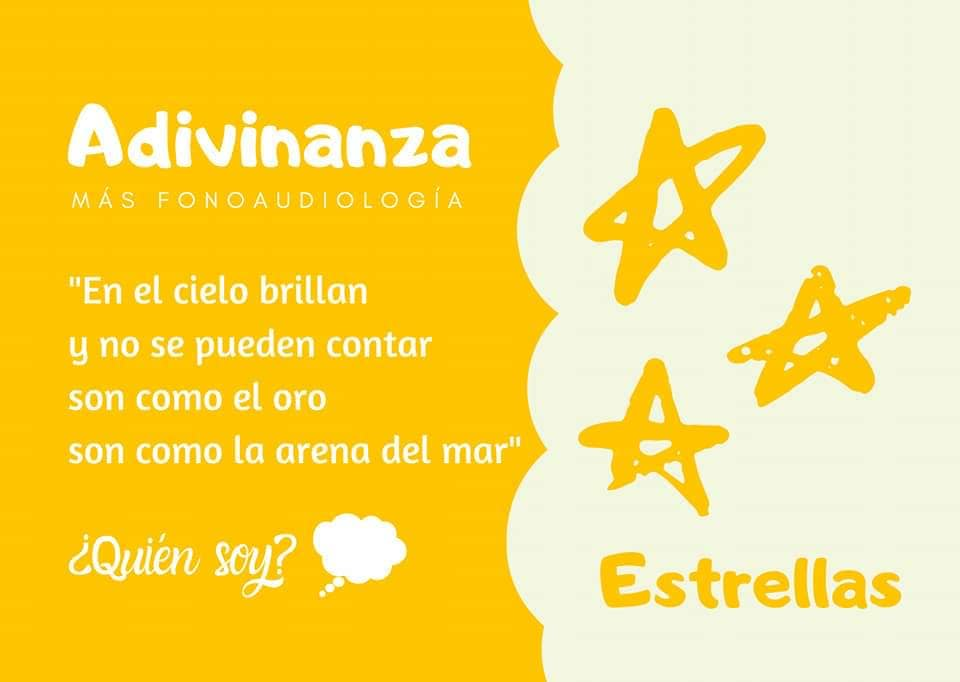 Adivinanza
MÁS FONOAUDIOLOGÍA
"En el cielo brillan
y no se pueden contar
son como el oro
son como la arena del mar"
¿Quién soy?
Estrellas